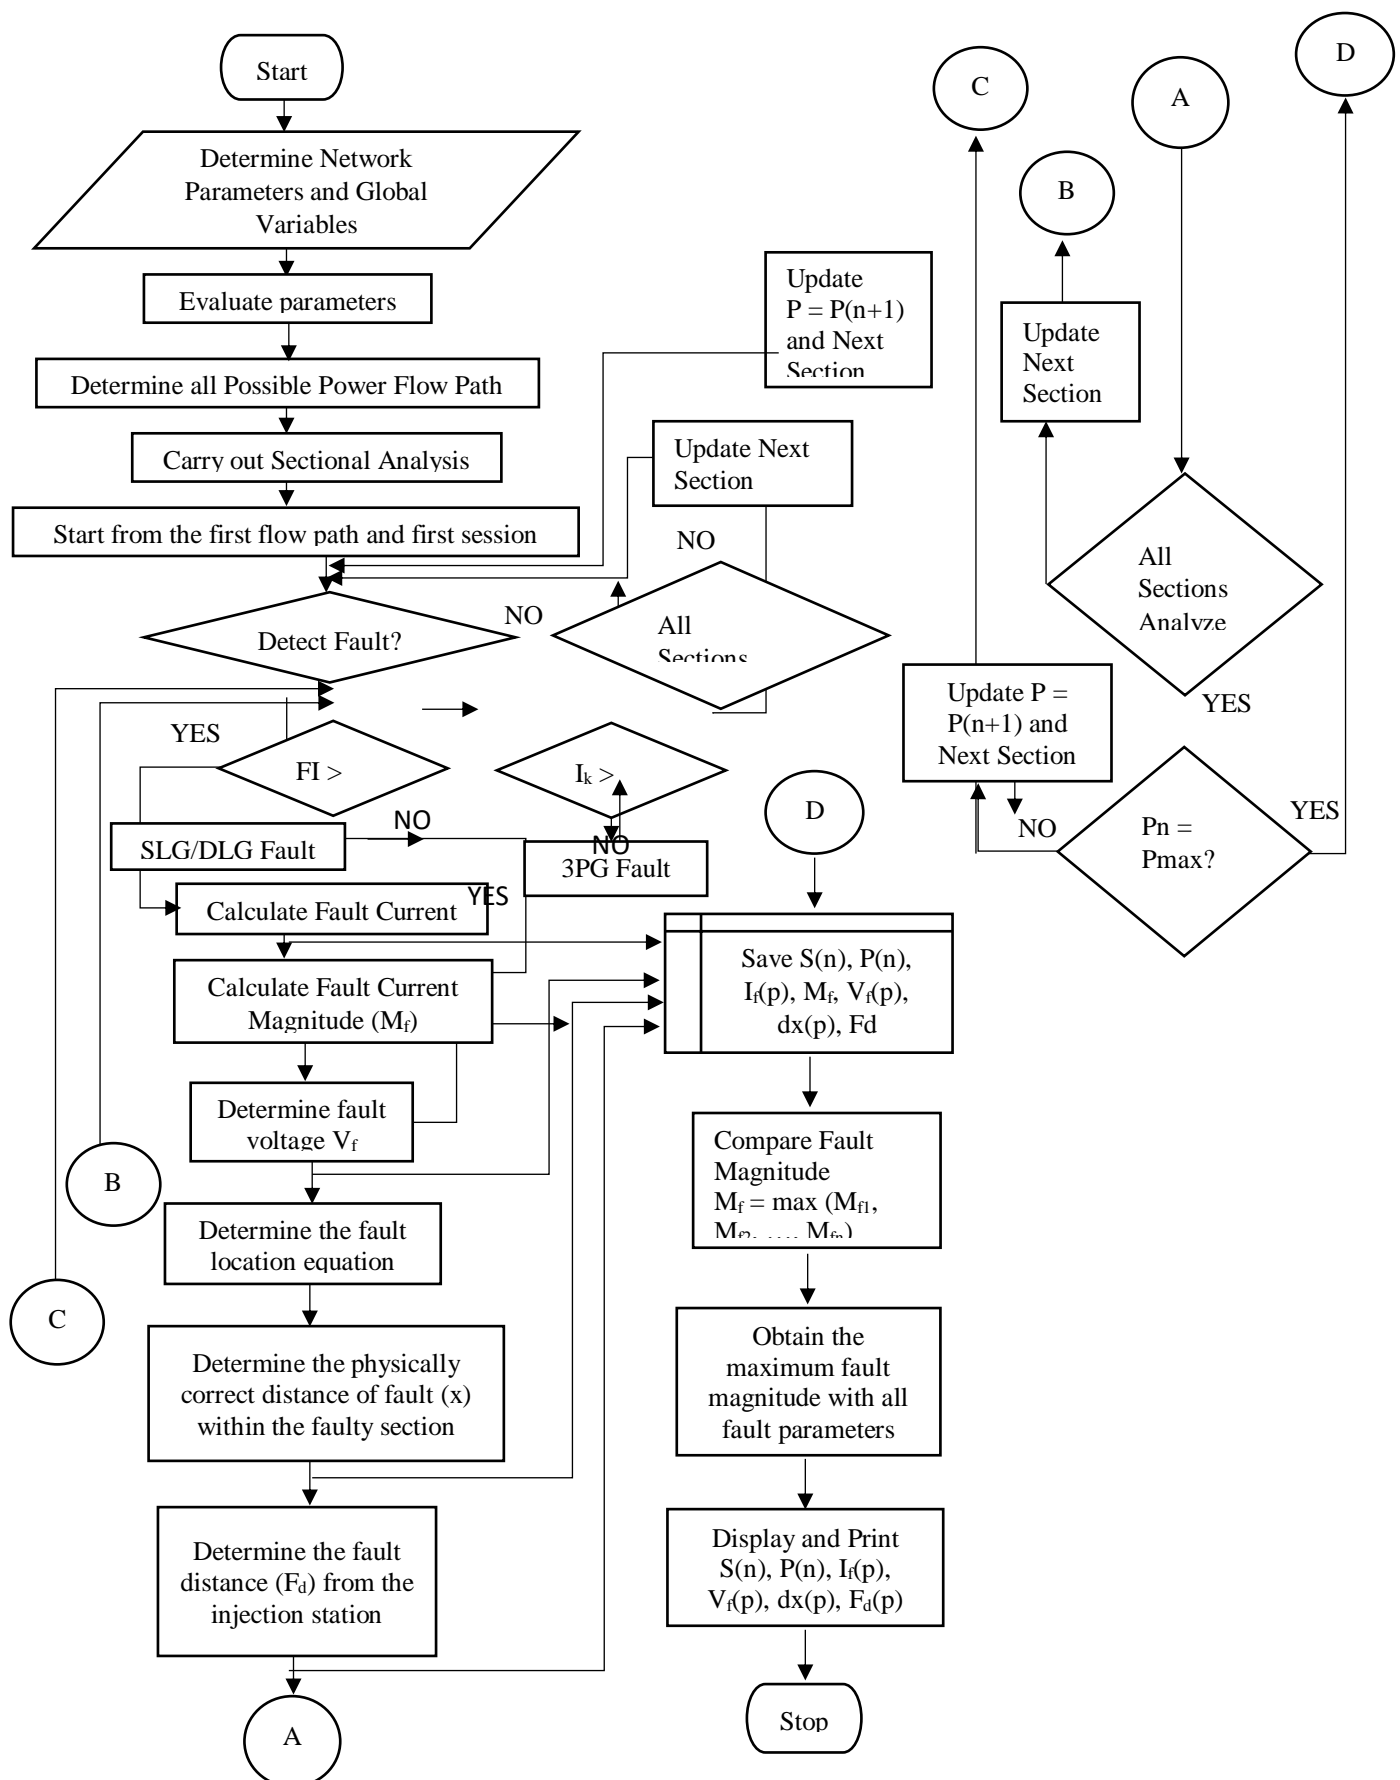 Start
Determine Network
Parameters and Global
Variables
Evaluate parameters
Determine all Possible Power Flow Path
Carry out Sectional Analysis
Start from the first flow path and first session
Detect Fault?
NO
YES
FI >
NO
SLG/DLG Fault
Calculate Fault Current
YES
Calculate Fault Current
Magnitude (Mf)
Determine fault
voltage Vf
B
Determine the fault
location equation
C
Determine the physically
correct distance of fault (x)
within the faulty section
Determine the fault
distance (Fd) from the
injection station
A
Update
P = P(n+1)
and Next
Section
Update Next
Section
NO
All
Sections
Ik >
NO
3PG Fault
D
Save S(n), P(n),
If(p), Mf, Vf(p),
dx(p), Fd
Compare Fault
Magnitude
Mf = max (Mf1,
Mf2, …., Mfn)
Obtain the
maximum fault
magnitude with all
fault parameters
Display and Print
S(n), P(n), If(p),
Vf(p), dx(p), Fd(p)
Stop
C
A
D
B
Update
Next
Section
All
Sections
Analyze
YES
Update P =
P(n+1) and
Next Section
NO
Pn =
Pmax?
YES